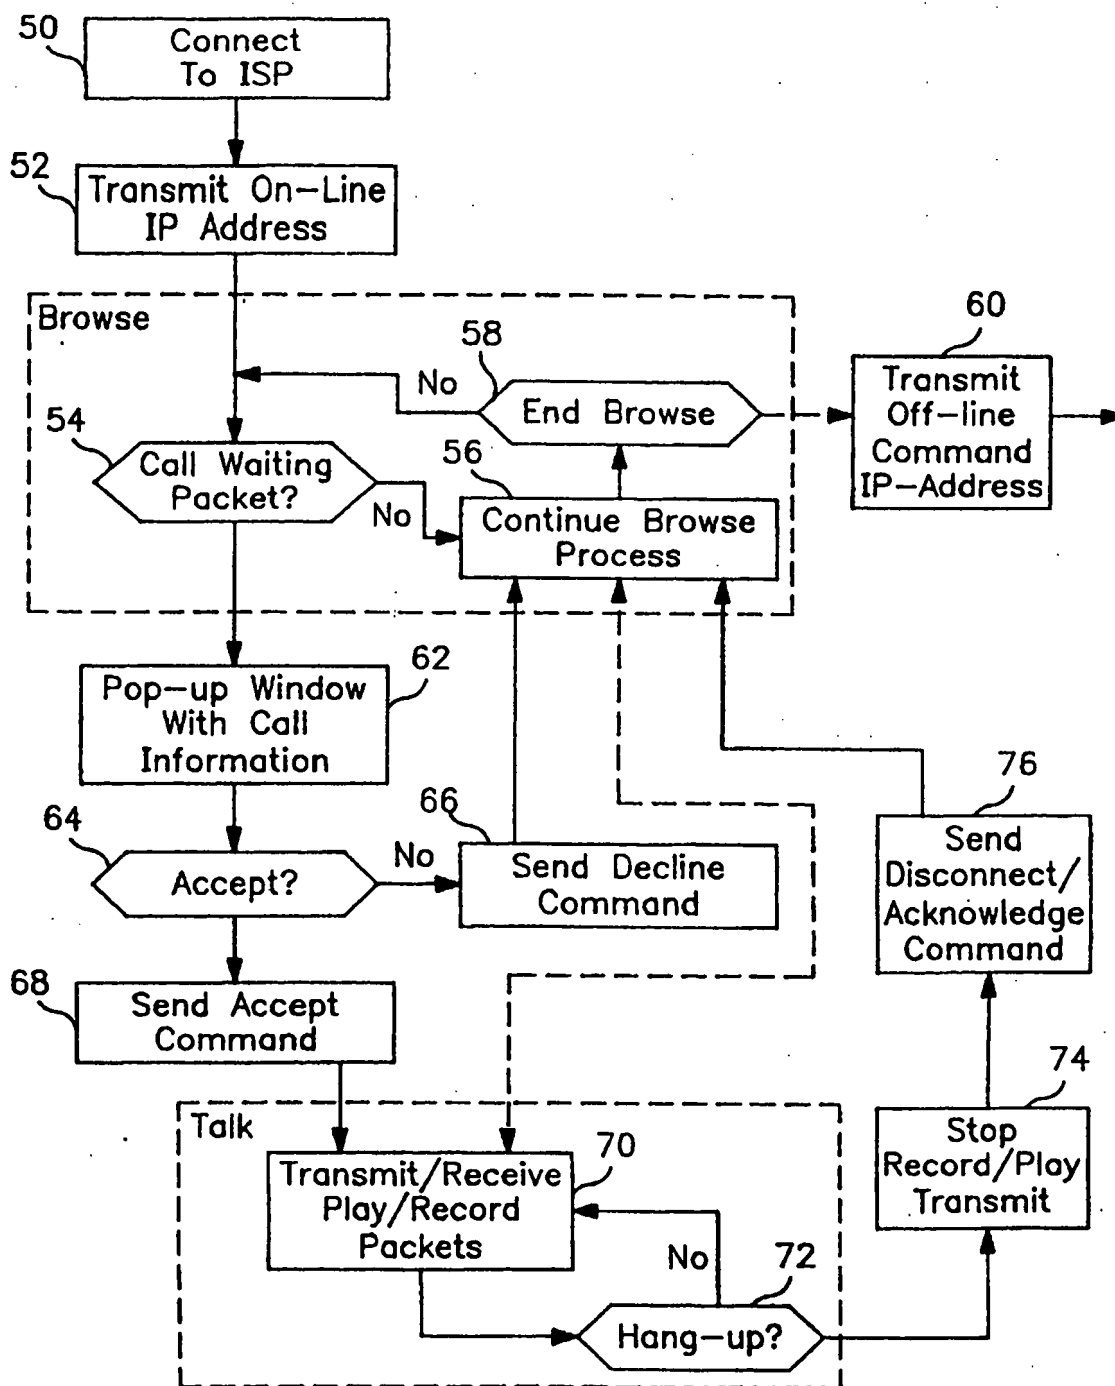 50
Connect
To ISP
52
Transmit On-Line
IP Address
Browse
58
60
No
End Browse
Transmit
Off-line
Command
IP-Address
54
Call Waiting
Packet?
No
56
Continue Browse
Process
62
Pop-up Window
With Call
Information
64
Accept?
No
66
Send Decline
Command
76
Send
Disconnect/
Acknowledge
Command
68
Send Accept
Command
74
Stop
Record/Play
Transmit
Talk
70
Transmit/Receive
Play/Record
Packets
No
72
Hang-up?